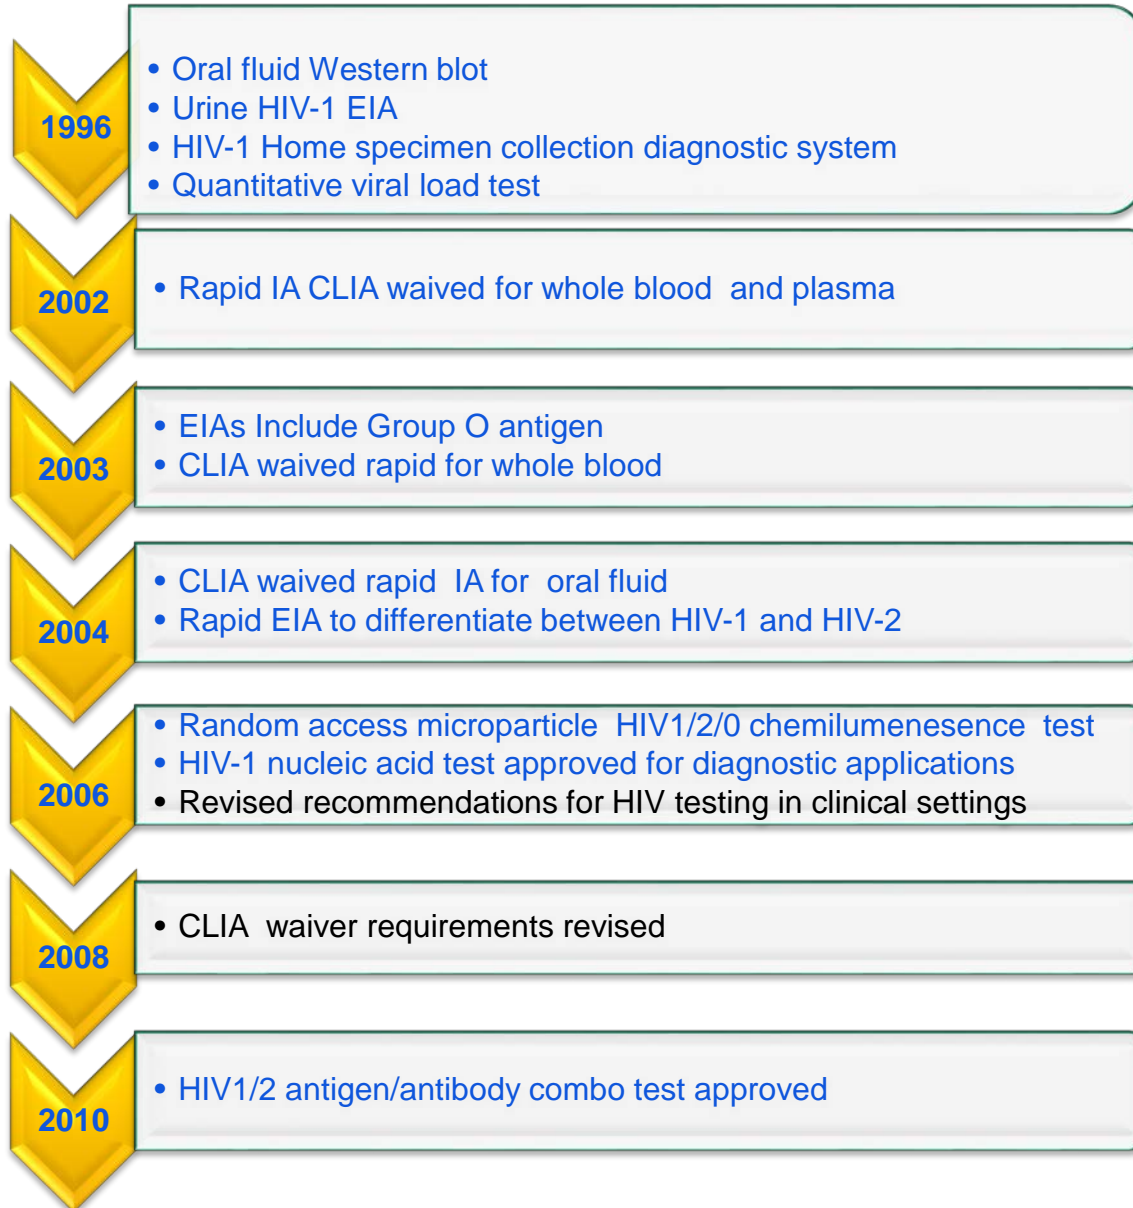 1996
• Oral fluid Western blot
• Urine HIV-1 EIA
• HIV-1 Home specimen collection diagnostic system
• Quantitative viral load test
2002
• Rapid IA CLIA waived for whole blood  and plasma
2003
• EIAs Include Group O antigen
• CLIA waived rapid for whole blood
2004
• CLIA waived rapid  IA for  oral fluid
• Rapid EIA to differentiate between HIV-1 and HIV-2
2006
• Random access microparticle  HIV1/2/0 chemilumenesence  test
• HIV-1 nucleic acid test approved for diagnostic applications
• Revised recommendations for HIV testing in clinical settings
2008
• CLIA  waiver requirements revised
2010
• HIV1/2 antigen/antibody combo test approved